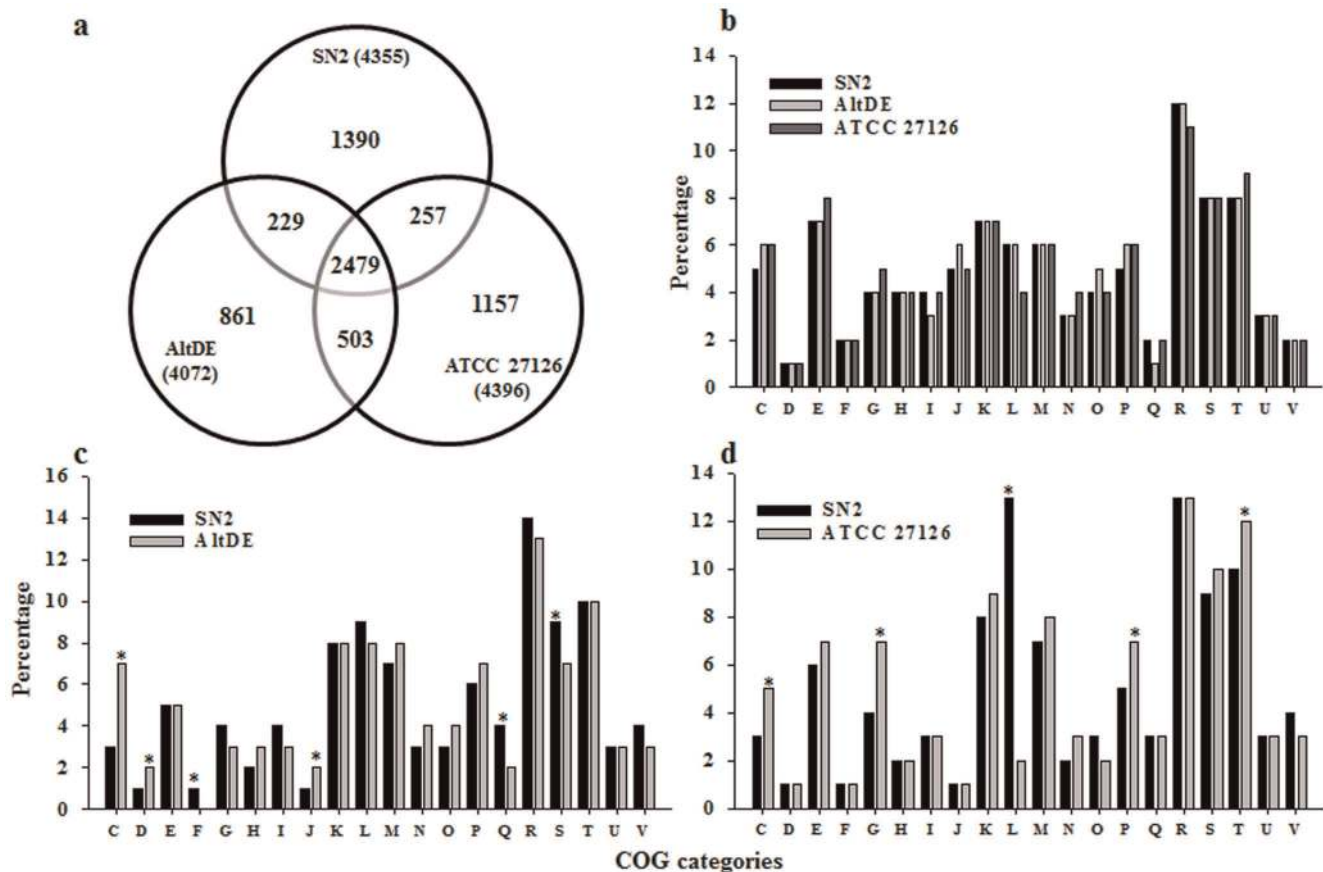 a
SN2 (4355)
1390
229
257
2479
861
1157
503
AltDE
(4072)
ATCC 27126
(4396)
b
14
12
10
8
6
4
2
0
Percentage
SN2
AltDE
ATCC 27126
C D E F G H I J K L M N O P Q R S T U V
c
16
14
12
10
8
6
4
2
0
Percentage
SN2
AltDE
* * * * * *
C D E F G H I J K L M N O P Q R S T U V
d
14
12
10
8
6
4
2
0
SN2
ATCC 27126
* * * * *
C D E F G H I J K L M N O P Q R S T U V
COG categories